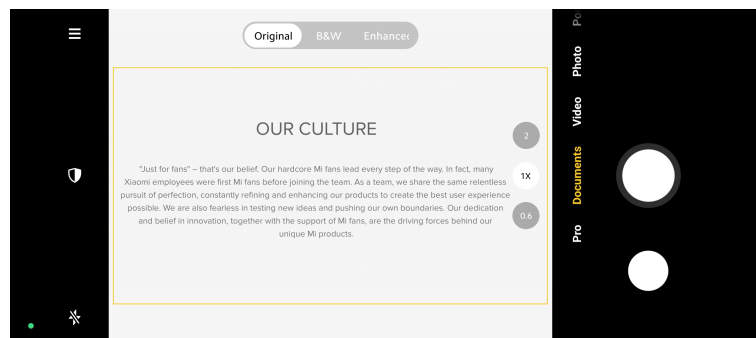 Original B&W Enhanced
OUR CULTURE
"Just for fans" – that's our belief. Our hardcore Mi fans lead every step of the way. In fact, many
Xiaomi employees were first Mi fans before joining the team. As a team, we share the same relentless
pursuit of perfection, constantly refining and enhancing our products to create the best user experience
possible. We are also fearless in testing new ideas and pushing our own boundaries. Our dedication
and belief in innovation, together with the support of Mi fans, are the driving forces behind our
unique Mi products.
2
1X
0.6
Po
Photo
Video
Documents
Pro